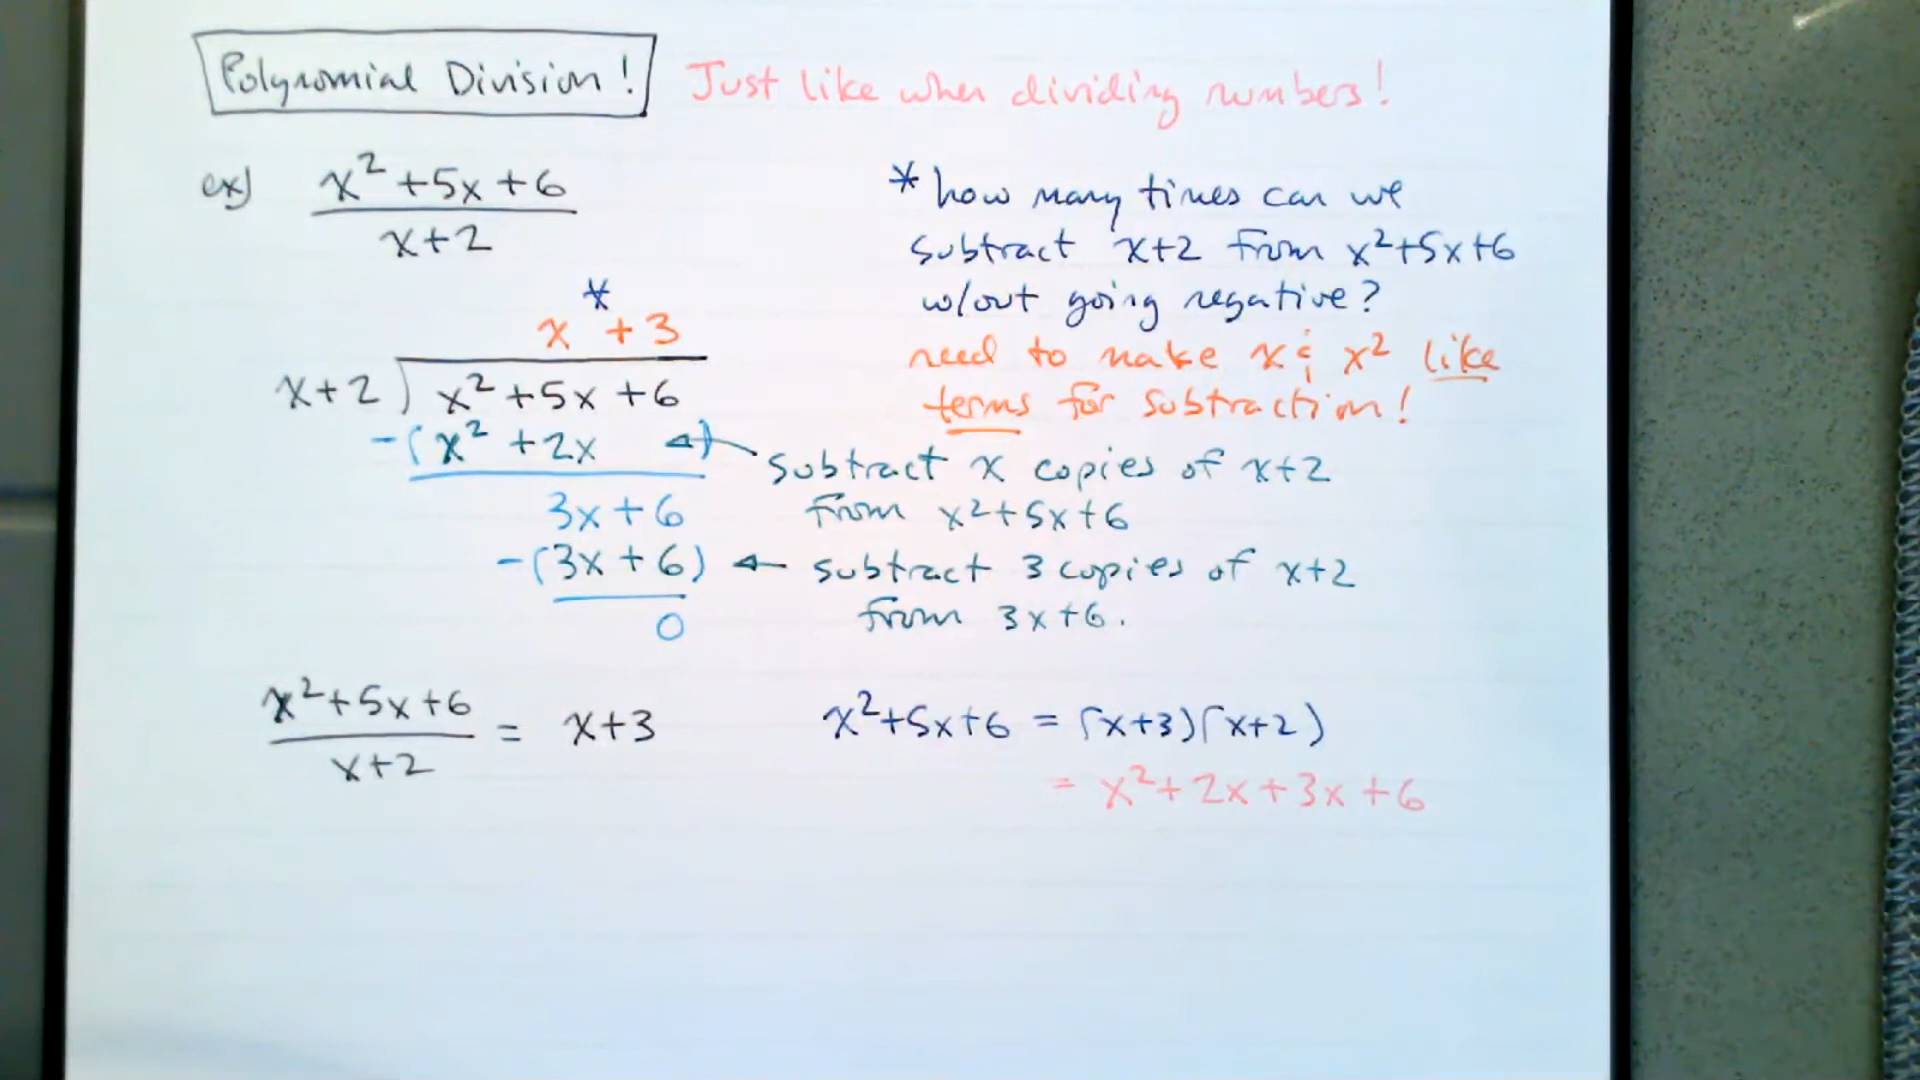 Polynomial Division! Just like when dividing numbers!
ex) x²+5x+6
x+2
* how many times can we
subtract x+2 from x²+5x+6
w/out going negative?
need to make x & x² like
terms for subtraction!
*
x +3
x+2 ) x²+5x+6
-(x² +2x )
subtract x copies of x+2
from x²+5x+6
3x+6
-(3x+6) ← subtract 3 copies of x+2
from 3x+6.
0
x²+5x+6
x+2
= x+3
x²+5x+6 = (x+3)(x+2)
= x²+2x+3x+6